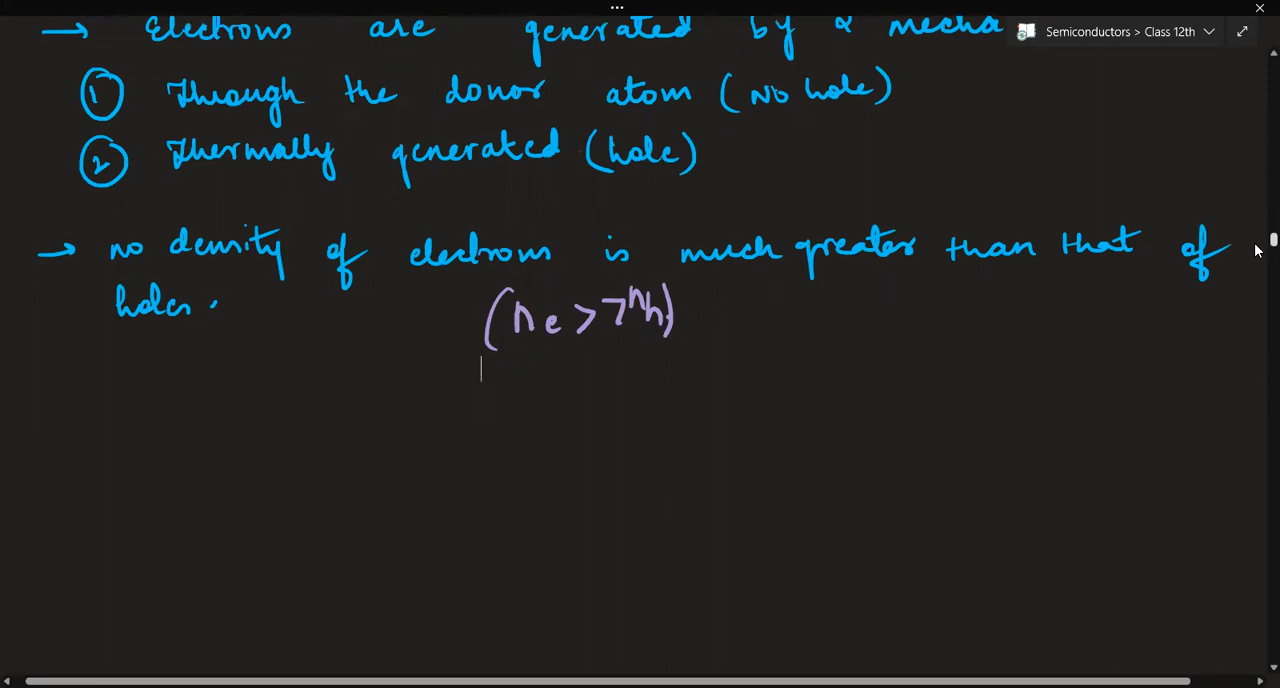 Semiconductors > Class 12th
→ Electrons are generated by 2 mecha
① Through the donor atom (No hole)
② Thermally generated (hole)
→ no density of electrons is much greater than that of
holes.
(ne >> nh)